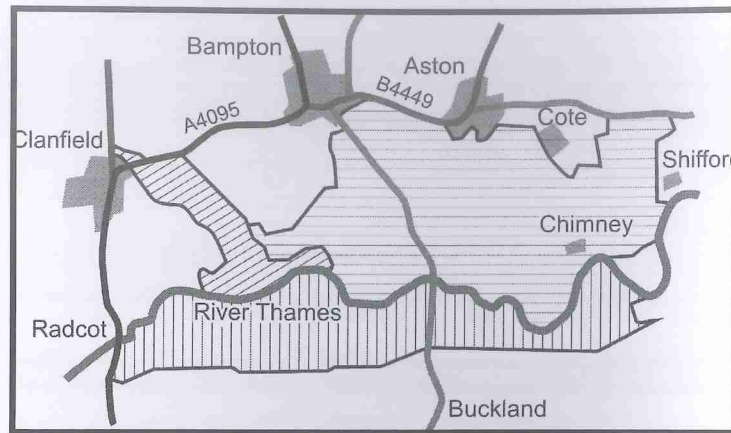 Bampton
Aston
B4449
A4095
Cote
Clanfield
Shifford
Chimney
River Thames
Radcot
Buckland